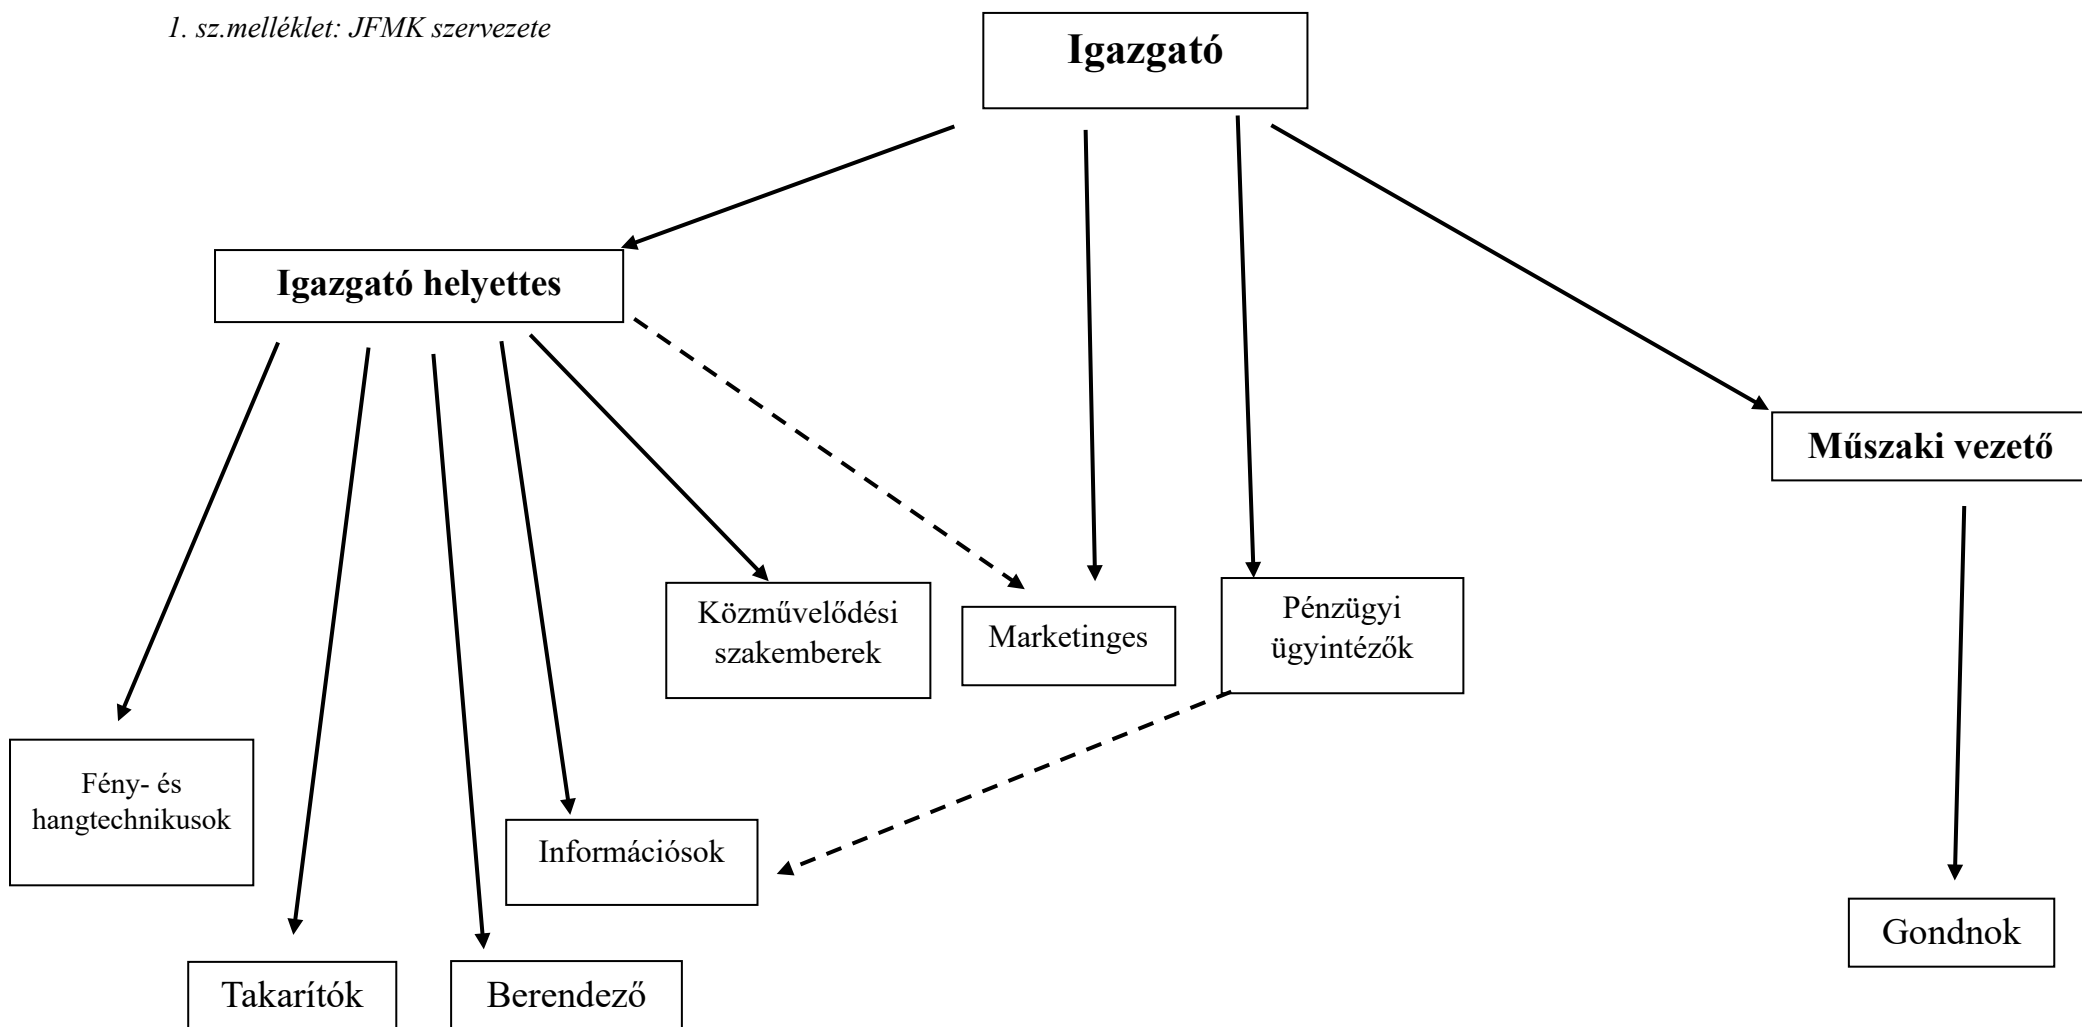 1. sz.melléklet: JFMK szervezete
Igazgató
Igazgató helyettes
Műszaki vezető
Közművelődési
szakemberek
Marketinges
Pénzügyi
ügyintézők
Fény- és
hangtechnikusok
Információsok
Gondnok
Takarítók
Berendező